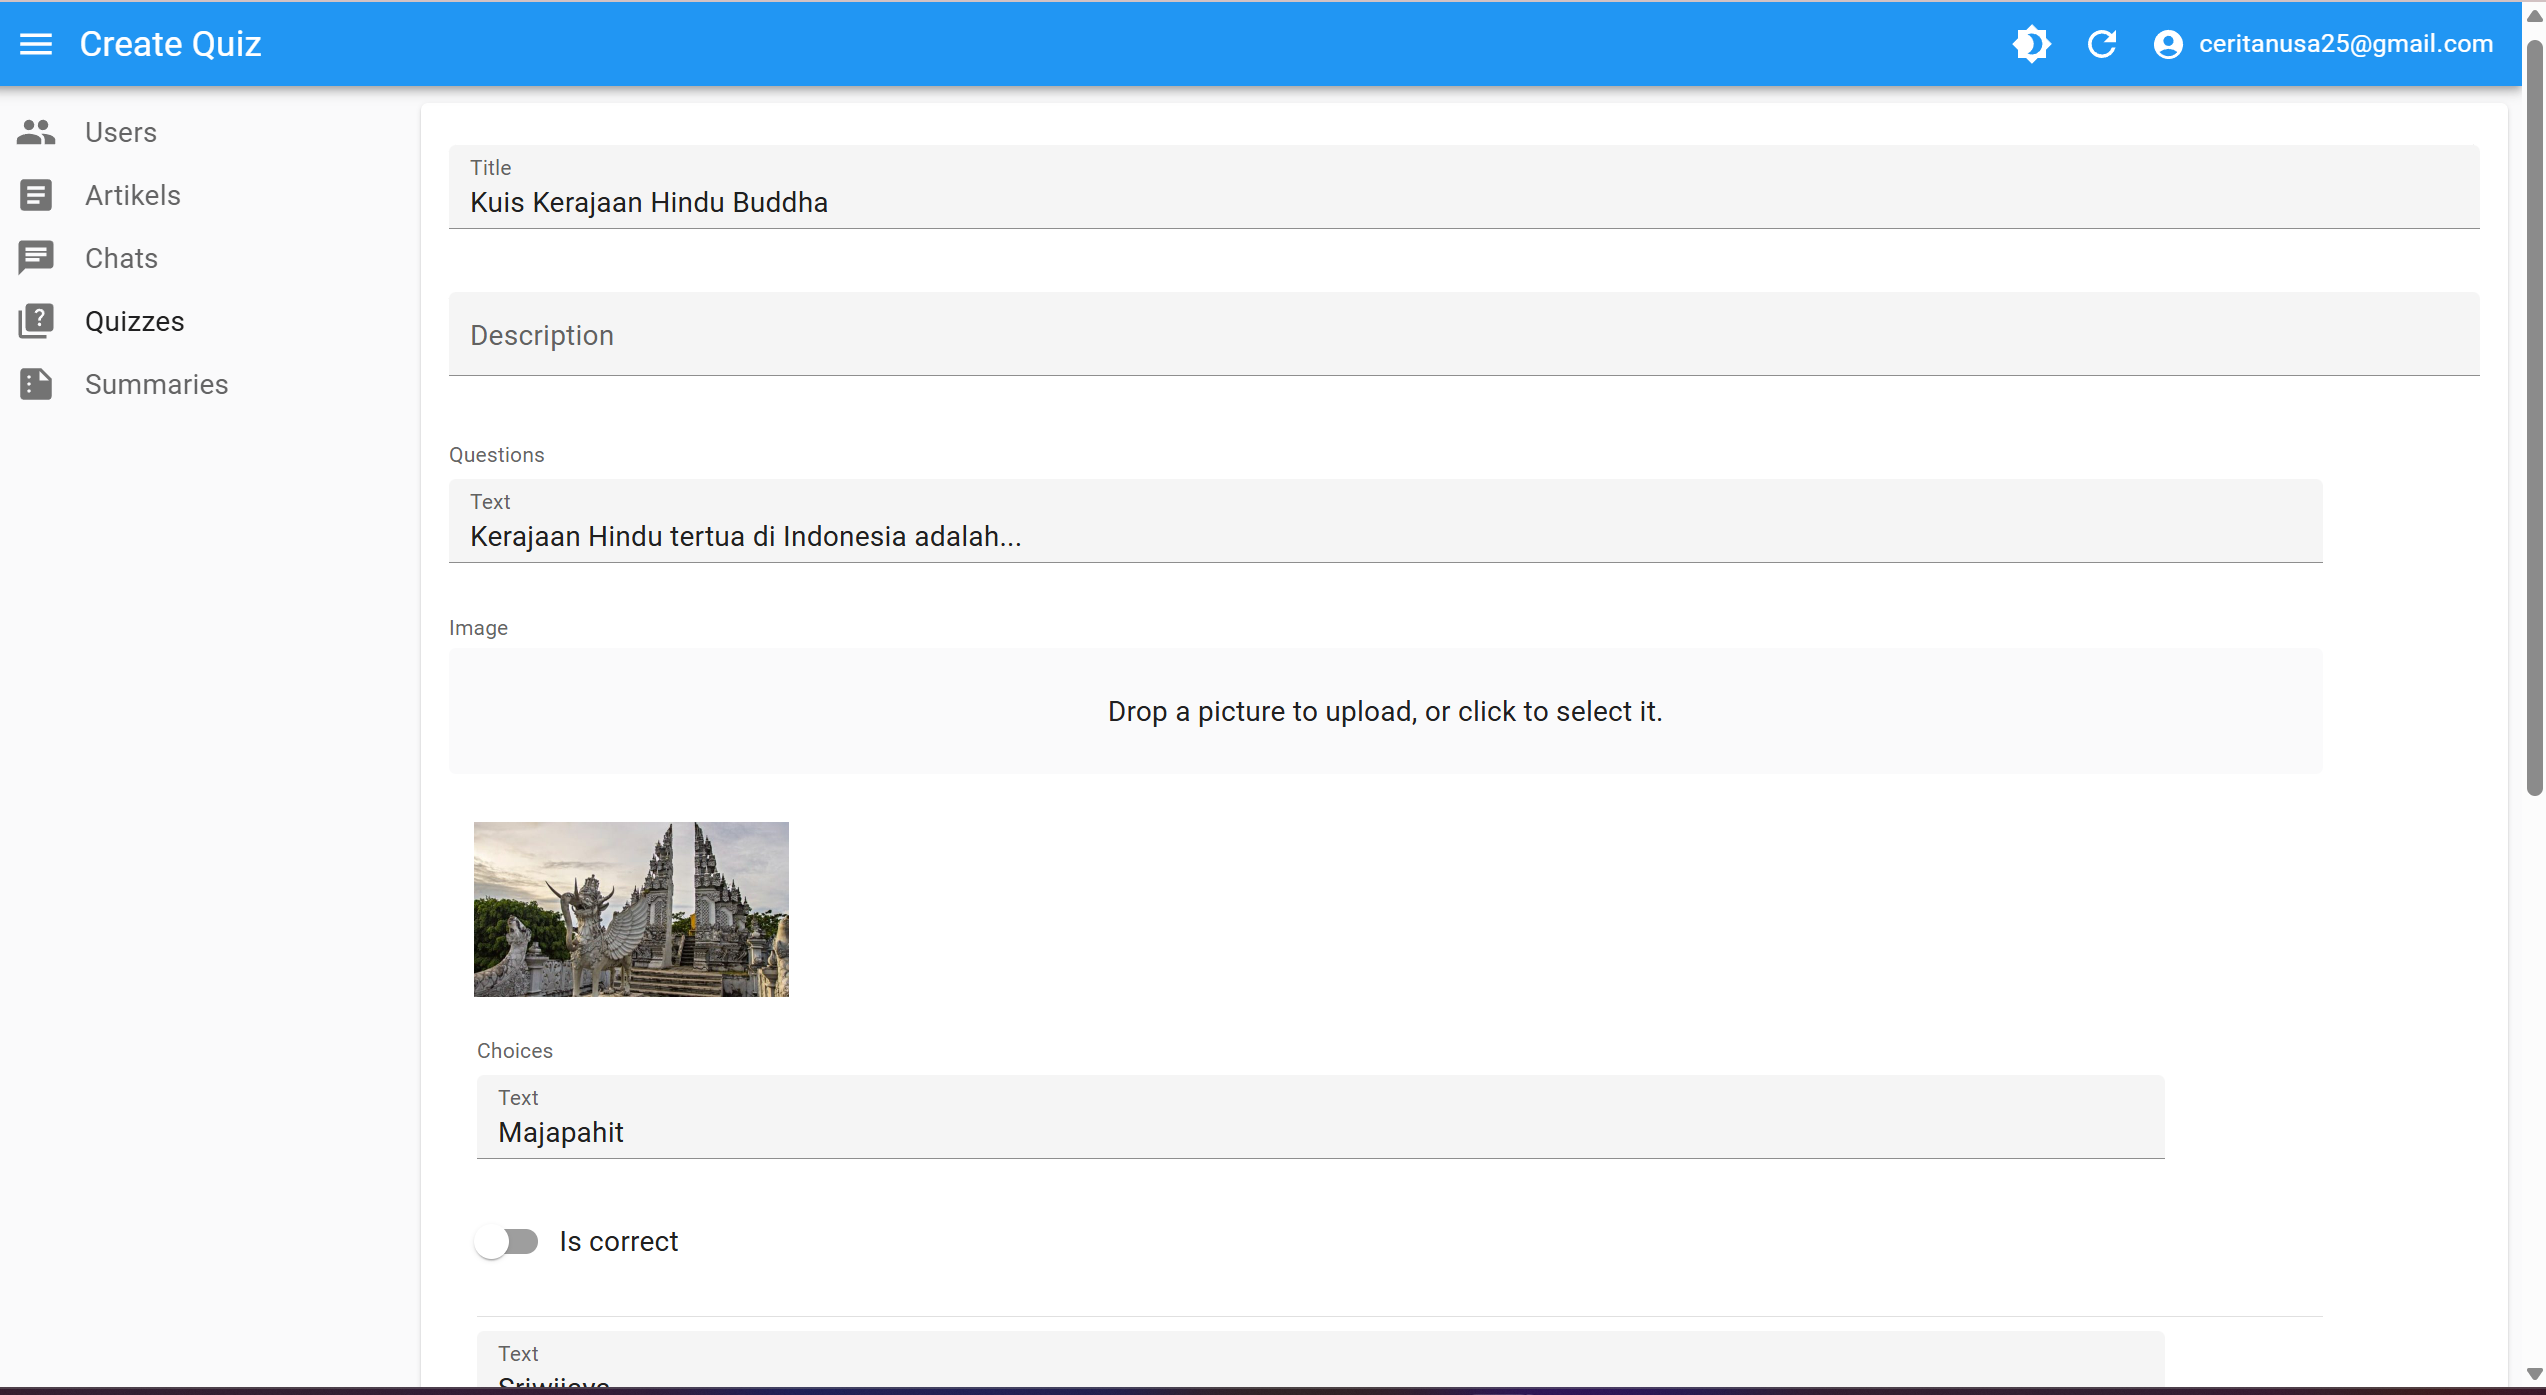 Create Quiz
ceritanusa25@gmail.com
Users
Artikels
Chats
Quizzes
Summaries
Title
Kuis Kerajaan Hindu Buddha
Description
Questions
Text
Kerajaan Hindu tertua di Indonesia adalah...
Image
Drop a picture to upload, or click to select it.
Choices
Text
Majapahit
Is correct
Text
Sriwijaya